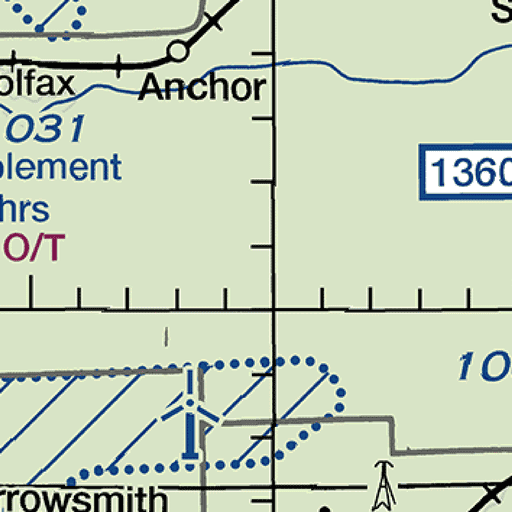 S
olfax
Anchor
031
plement
1360
hrs
O/T
10
rrowsmith